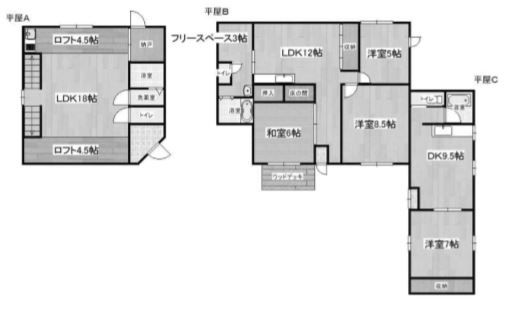 平屋A
ロフト4.5帖
納戸
浴室
LDK18帖
洗面室
トイレ
ロフト4.5帖
平屋B
フリースペース3帖
LDK12帖
収納
洋室5帖
トイレ
押入
床の間
浴室
和室6帖
洋室8.5帖
ウッドデッキ
平屋C
トイレ
浴室
DK9.5帖
洋室7帖
収納